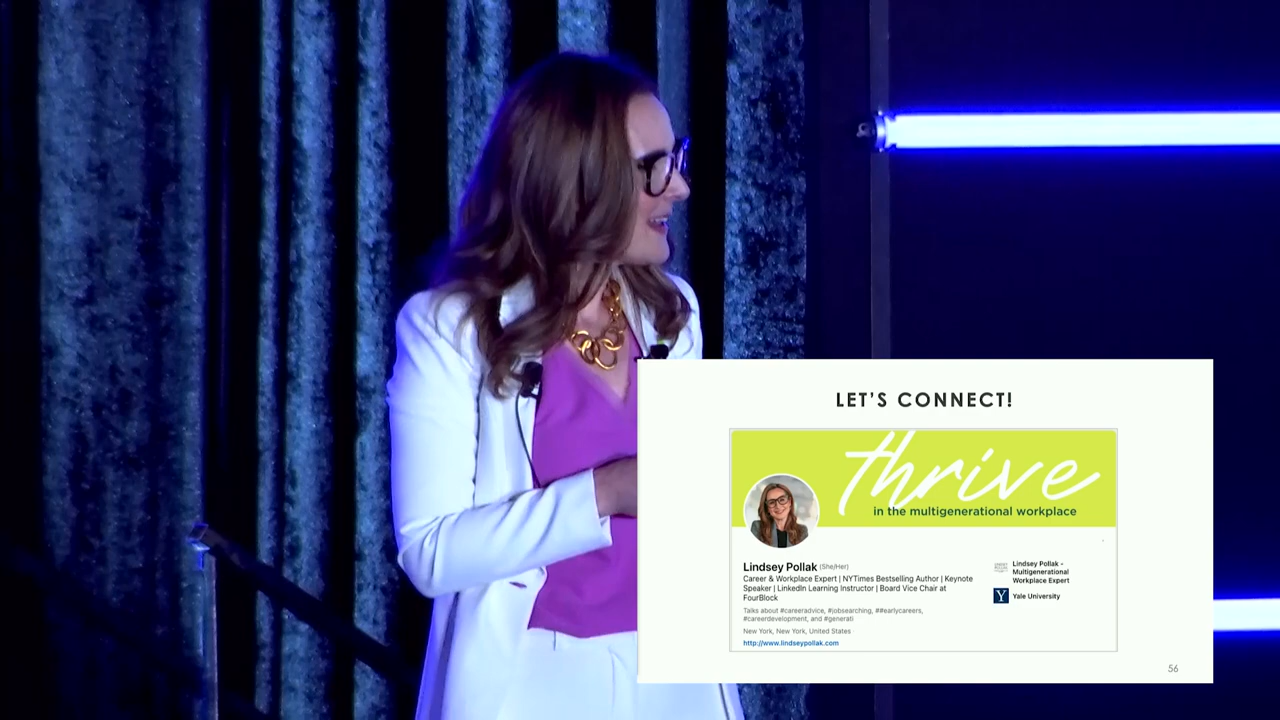 LET'S CONNECT!
thrive
in the multigenerational workplace
Lindsey Pollak (She/Her)
Career & Workplace Expert | NYTimes Bestselling Author | Keynote
Speaker | LinkedIn Learning Instructor | Board Vice Chair at
FourBlock
Talks about #careeradvice, #jobsearching, ##earlycareers,
#careerdevelopment, and #generati
New York, New York, United States
http://www.lindseypollak.com
Lindsey Pollak -
Multigenerational
Workplace Expert
Y Yale University
56